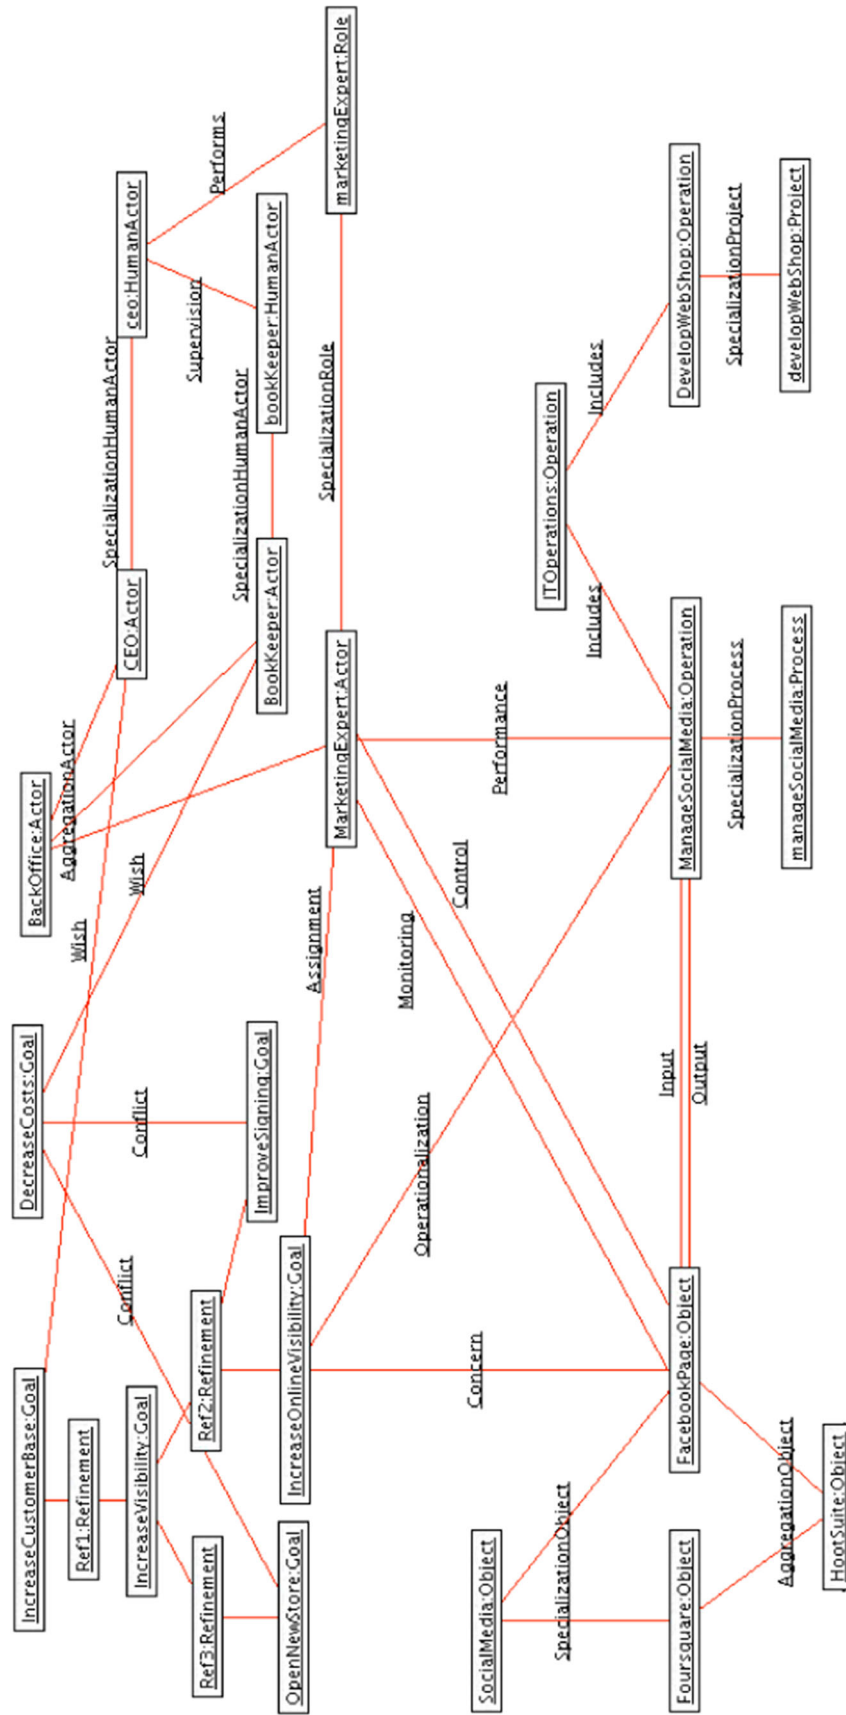 IncreaseCustomerBase:Goal
DecreaseCosts:Goal
BackOffice:Actor
Wish
AggregationActor
Ref1:Refinement
IncreaseVisibility:Goal
Conflict
Conflict
Wish
CEO:Actor
SpecializationHumanActor
ceo:HumanActor
Ref3:Refinement
Ref2:Refinement
Supervision
Performs
OpenNewStore:Goal
IncreaseOnlineVisibility:Goal
ImproveSigning:Goal
BookKeeper:Actor
SpecializationHumanActor
bookKeeper:HumanActor
Assignment
MarketingExpert:Actor
SpecializationRole
marketingExpert:Role
Monitoring
Control
Operationalization
Performance
Concern
SocialMedia:Object
ITOperations:Operation
SpecializationObject
Includes
Includes
Foursquare:Object
FacebookPage:Object
Input
Output
ManageSocialMedia:Operation
DevelopWebShop:Operation
SpecializationProcess
SpecializationProject
AggregationObject
HootSuite:Object
manageSocialMedia:Process
developWebShop:Project